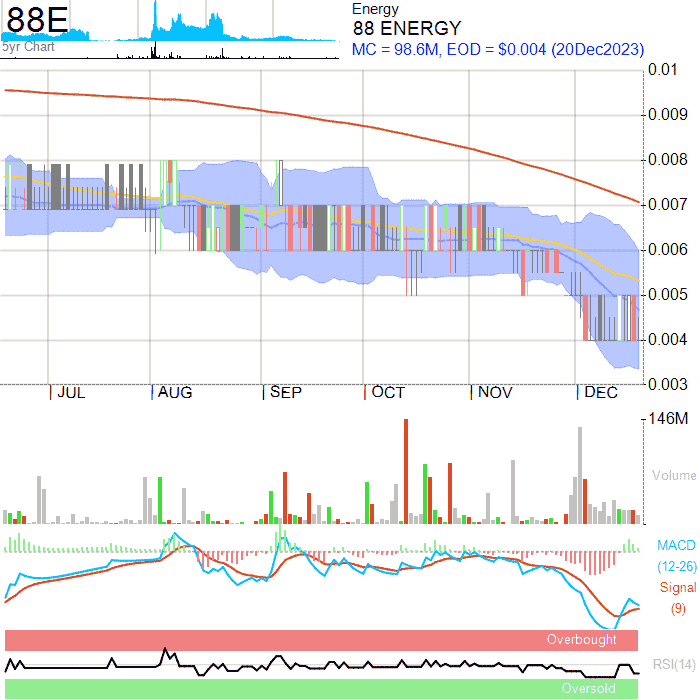 88E
5yr Chart
Energy
88 ENERGY
MC = 98.6M, EOD = $0.004 (20Dec2023)
0.01
0.009
0.008
0.007
0.006
0.005
0.004
0.003
JUL AUG SEP OCT NOV DEC
146M
Volume
MACD
(12-26)
Signal
(9)
Overbought
RSI(14)
Oversold